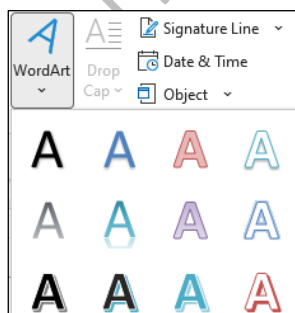 WordArt
Drop Cap
Signature Line
Date & Time
Object
A A A A
A A A A
A A A A